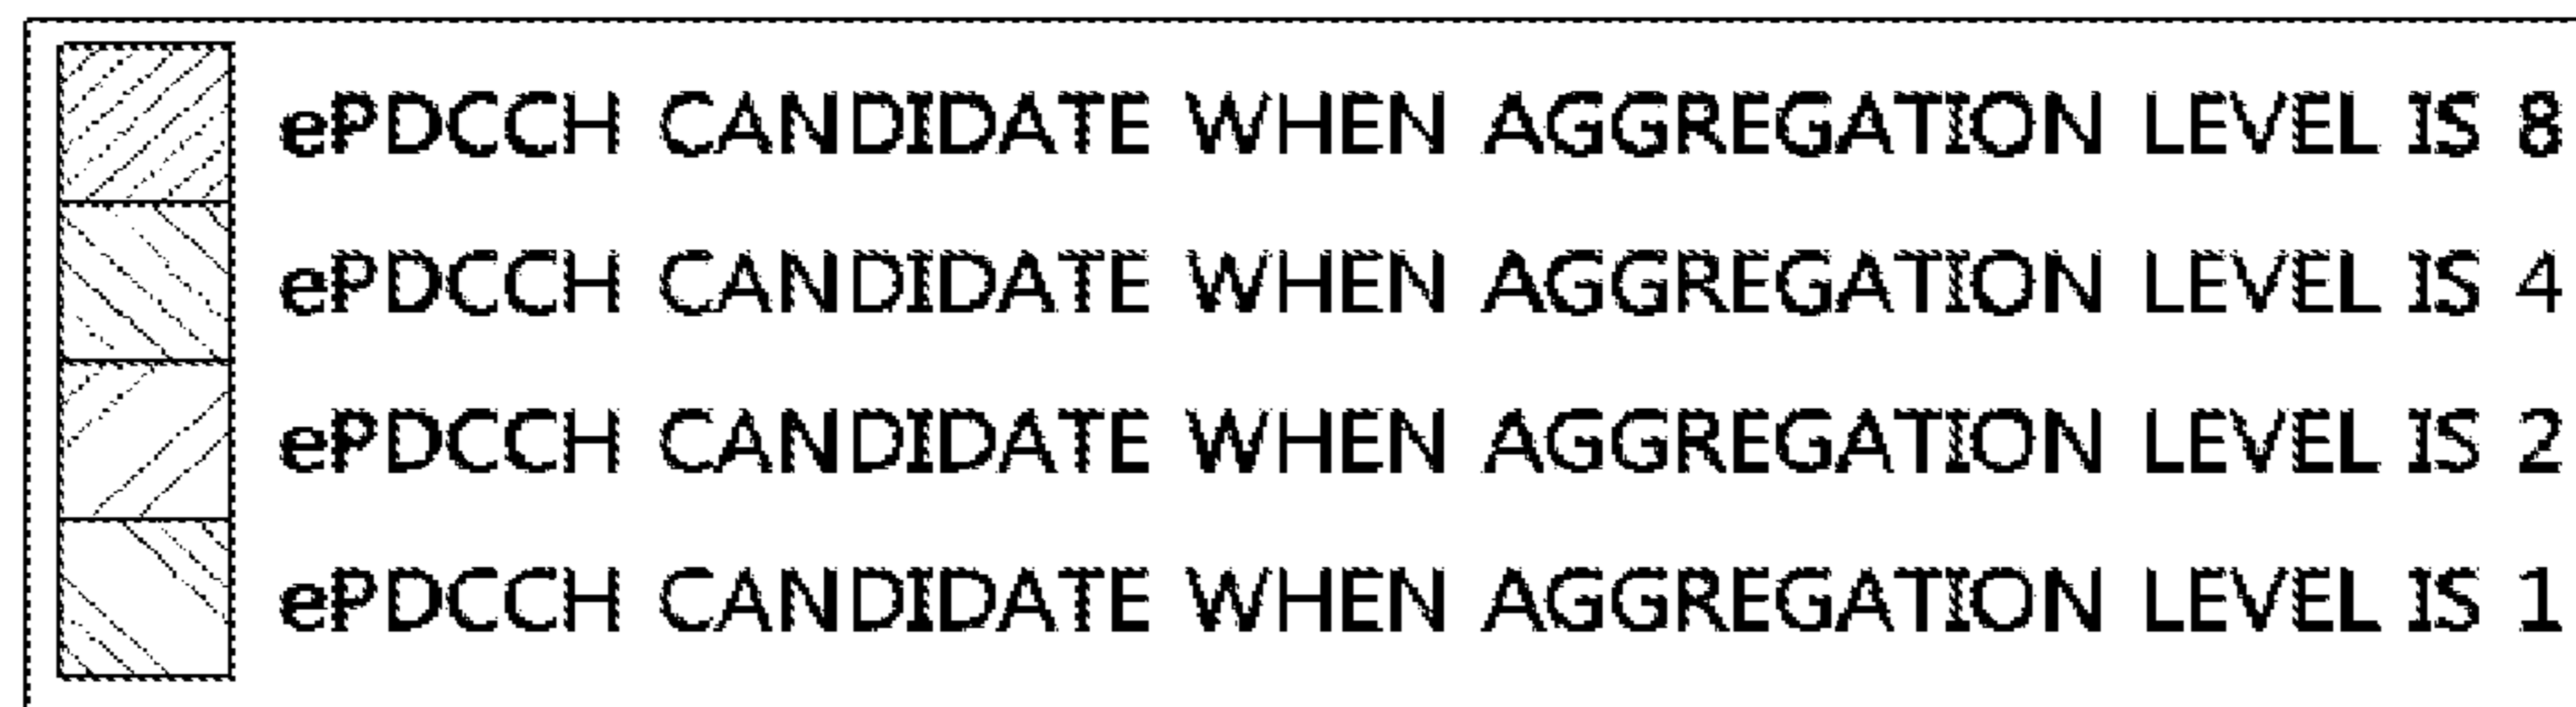 ePDCCH CANDIDATE WHEN AGGREGATION LEVEL IS 8
ePDCCH CANDIDATE WHEN AGGREGATION LEVEL IS 4
ePDCCH CANDIDATE WHEN AGGREGATION LEVEL IS 2
ePDCCH CANDIDATE WHEN AGGREGATION LEVEL IS 1